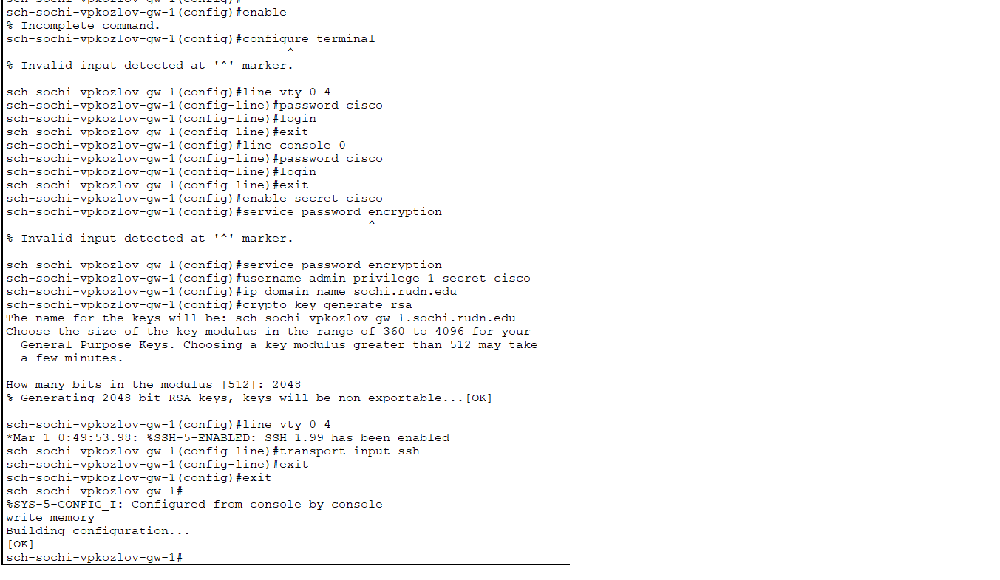 sch-sochi-vpkozlov-gw-1(config)#
sch-sochi-vpkozlov-gw-1(config)#enable
% Incomplete command.
sch-sochi-vpkozlov-gw-1(config)#configure terminal
^
% Invalid input detected at '^' marker.
sch-sochi-vpkozlov-gw-1(config)#line vty 0 4
sch-sochi-vpkozlov-gw-1(config-line)#password cisco
sch-sochi-vpkozlov-gw-1(config-line)#login
sch-sochi-vpkozlov-gw-1(config-line)#exit
sch-sochi-vpkozlov-gw-1(config)#line console 0
sch-sochi-vpkozlov-gw-1(config-line)#password cisco
sch-sochi-vpkozlov-gw-1(config-line)#login
sch-sochi-vpkozlov-gw-1(config-line)#exit
sch-sochi-vpkozlov-gw-1(config)#enable secret cisco
sch-sochi-vpkozlov-gw-1(config)#service password encryption
^
% Invalid input detected at '^' marker.
sch-sochi-vpkozlov-gw-1(config)#service password-encryption
sch-sochi-vpkozlov-gw-1(config)#username admin privilege 1 secret cisco
sch-sochi-vpkozlov-gw-1(config)#ip domain name sochi.rudn.edu
sch-sochi-vpkozlov-gw-1(config)#crypto key generate rsa
The name for the keys will be: sch-sochi-vpkozlov-gw-1.sochi.rudn.edu
Choose the size of the key modulus in the range of 360 to 4096 for your
General Purpose Keys. Choosing a key modulus greater than 512 may take
a few minutes.
How many bits in the modulus [512]: 2048
% Generating 2048 bit RSA keys, keys will be non-exportable...[OK]
sch-sochi-vpkozlov-gw-1(config)#line vty 0 4
*Mar 1 0:49:53.98: %SSH-5-ENABLED: SSH 1.99 has been enabled
sch-sochi-vpkozlov-gw-1(config-line)#transport input ssh
sch-sochi-vpkozlov-gw-1(config-line)#exit
sch-sochi-vpkozlov-gw-1(config)#exit
sch-sochi-vpkozlov-gw-1#
%SYS-5-CONFIG_I: Configured from console by console
write memory
Building configuration...
[OK]
sch-sochi-vpkozlov-gw-1#